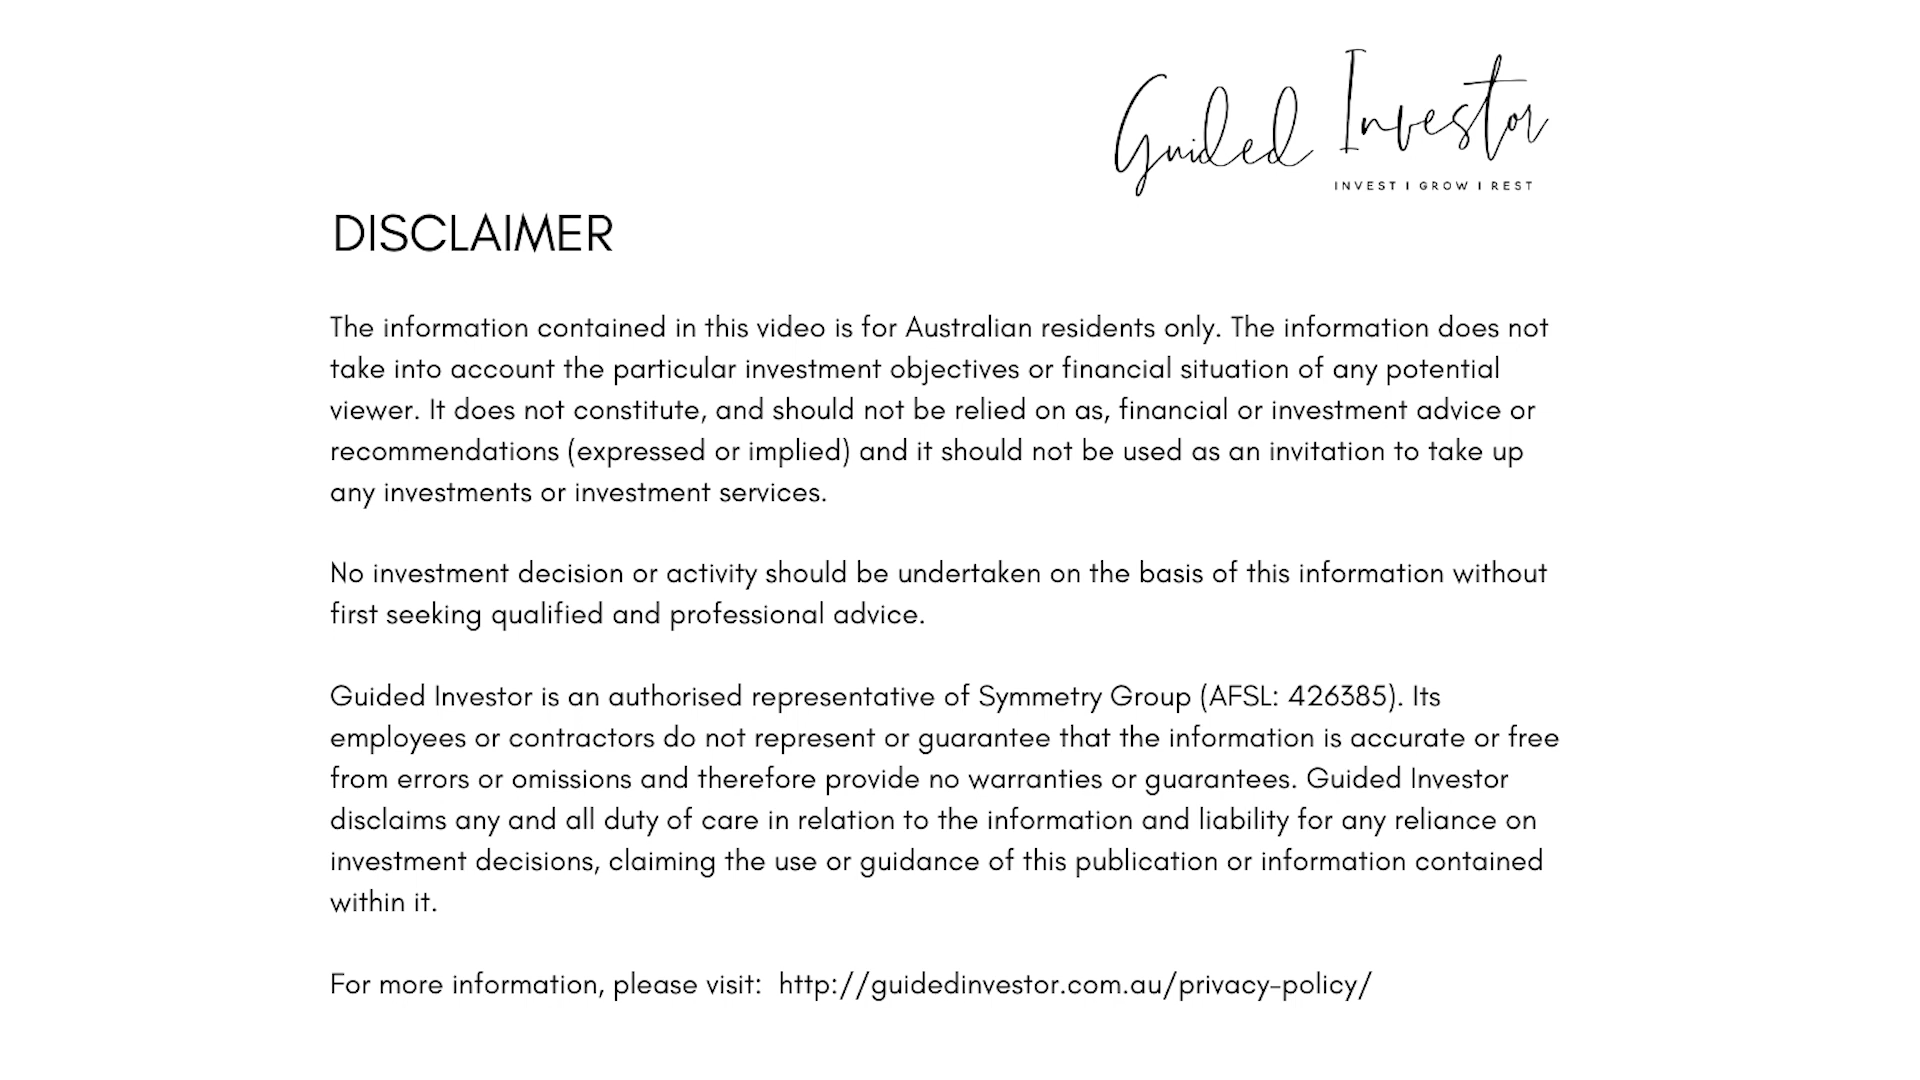 Guided Investor
INVEST | GROW | REST
DISCLAIMER
The information contained in this video is for Australian residents only. The information does not
take into account the particular investment objectives or financial situation of any potential
viewer. It does not constitute, and should not be relied on as, financial or investment advice or
recommendations (expressed or implied) and it should not be used as an invitation to take up
any investments or investment services.
No investment decision or activity should be undertaken on the basis of this information without
first seeking qualified and professional advice.
Guided Investor is an authorised representative of Symmetry Group (AFSL: 426385). Its
employees or contractors do not represent or guarantee that the information is accurate or free
from errors or omissions and therefore provide no warranties or guarantees. Guided Investor
disclaims any and all duty of care in relation to the information and liability for any reliance on
investment decisions, claiming the use or guidance of this publication or information contained
within it.
For more information, please visit:  http://guidedinvestor.com.au/privacy-policy/